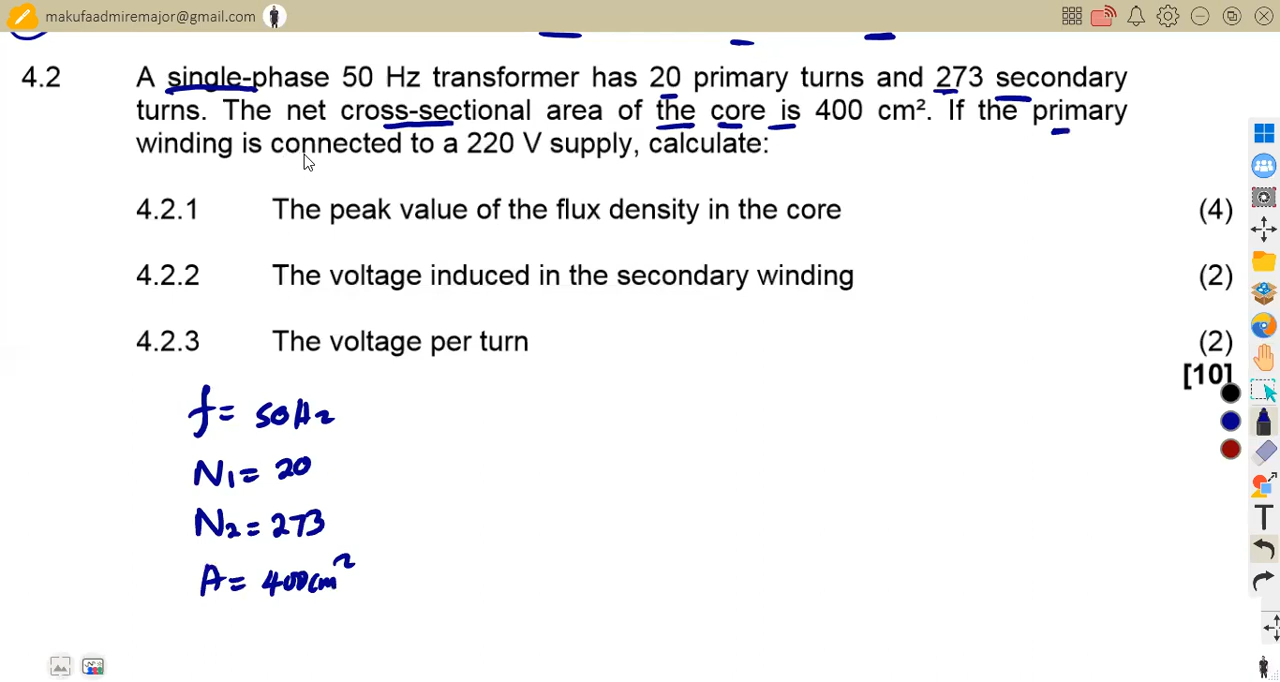 makufaadmiremajor@gmail.com
4.2 A single-phase 50 Hz transformer has 20 primary turns and 273 secondary
turns. The net cross-sectional area of the core is 400 cm². If the primary
winding is connected to a 220 V supply, calculate:
4.2.1 The peak value of the flux density in the core (4)
4.2.2 The voltage induced in the secondary winding (2)
4.2.3 The voltage per turn (2)
[10]
f = 50Hz
N1 = 20
N2 = 273
A = 400cm²
T